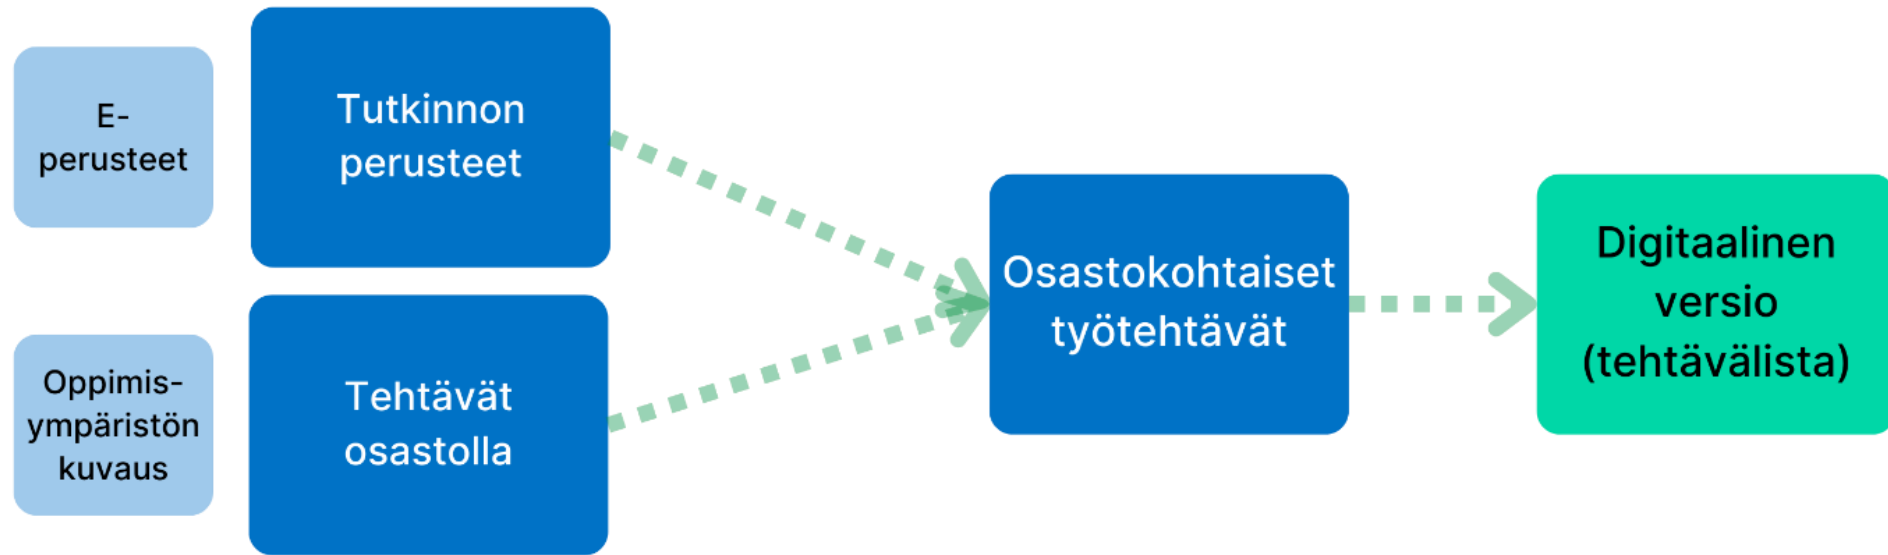 E-
perusteet
Tutkinnon
perusteet
Oppimis-
ympäristön
kuvaus
Tehtävät
osastolla
Osastokohtaiset
työtehtävät
Digitaalinen
versio
(tehtävälista)